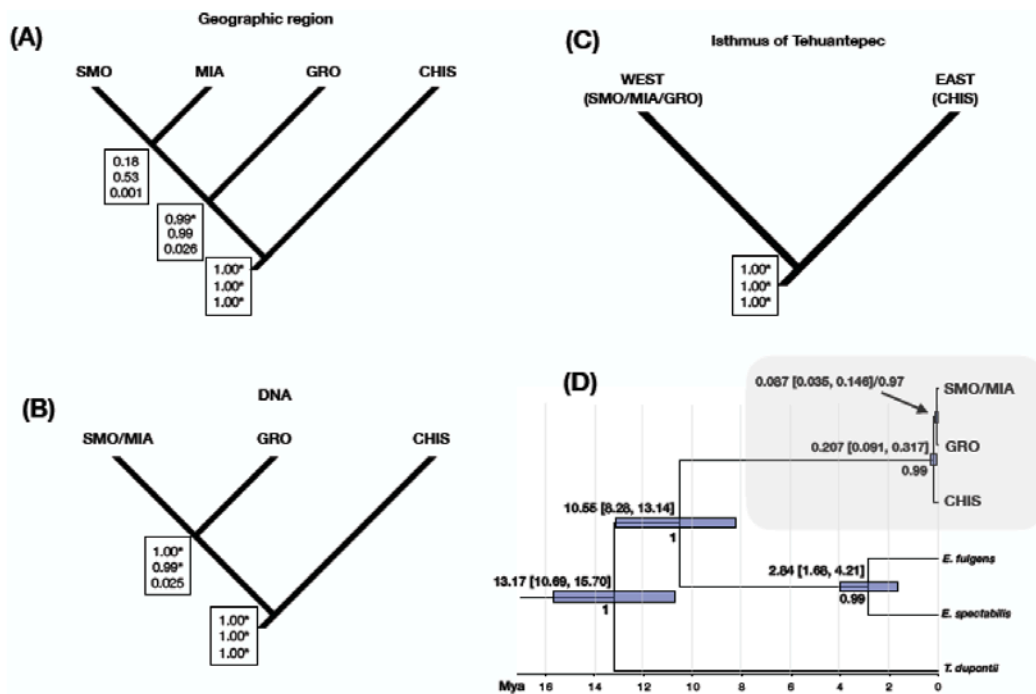 (A)
Geographic region
SMO MIA GRO CHIS
0.18
0.53
0.001
0.99*
0.99
0.026
1.00*
1.00*
1.00*
(C)
Isthmus of Tehuantepec
WEST
(SMO/MIA/GRO)
EAST
(CHIS)
1.00*
1.00*
1.00*
(B)
DNA
SMO/MIA GRO CHIS
1.00*
0.99*
0.025
1.00*
1.00*
1.00*
(D)
0.087 [0.035, 0.146]/0.97
SMO/MIA
GRO
0.207 [0.091, 0.317]
0.99
CHIS
10.55 [8.28, 13.14]
1
E. fulgens
2.84 [1.68, 4.21]
0.99
E. spectabilis
13.17 [10.69, 15.70]
1
T. dupontii
Mya 16 14 12 10 8 6 4 2 0